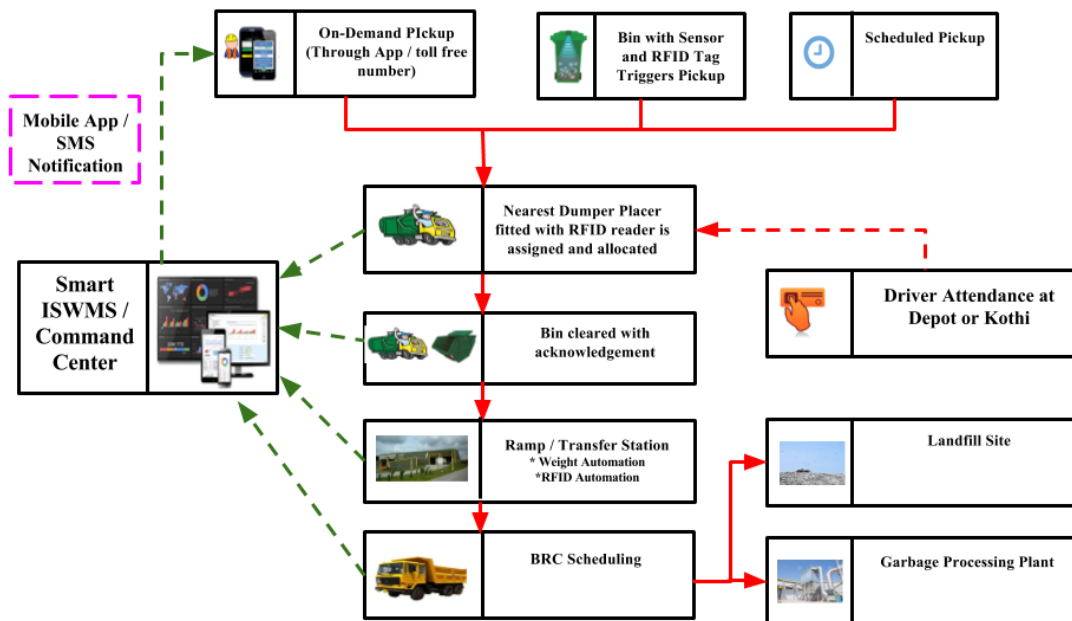 On-Demand PIckup
(Through App / toll free
number)
Bin with Sensor
and RFID Tag
Triggers Pickup
Scheduled Pickup
Mobile App /
SMS
Notification
Nearest Dumper Placer
fitted with RFID reader is
assigned and allocated
Smart
ISWMS /
Command
Center
Driver Attendance at
Depot or Kothi
Bin cleared with
acknowledgement
Ramp / Transfer Station
* Weight Automation
*RFID Automation
Landfill Site
BRC Scheduling
Garbage Processing Plant